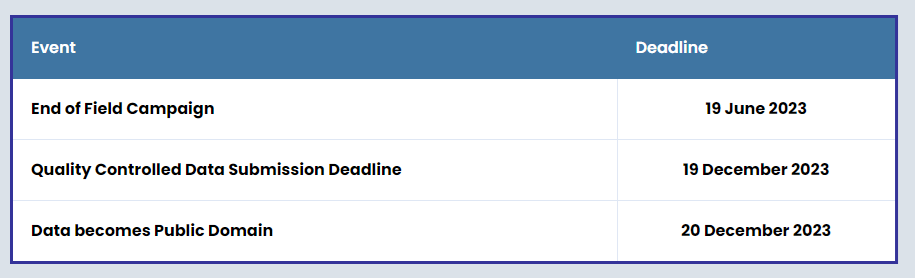 Event Deadline
End of Field Campaign 19 June 2023
Quality Controlled Data Submission Deadline 19 December 2023
Data becomes Public Domain 20 December 2023